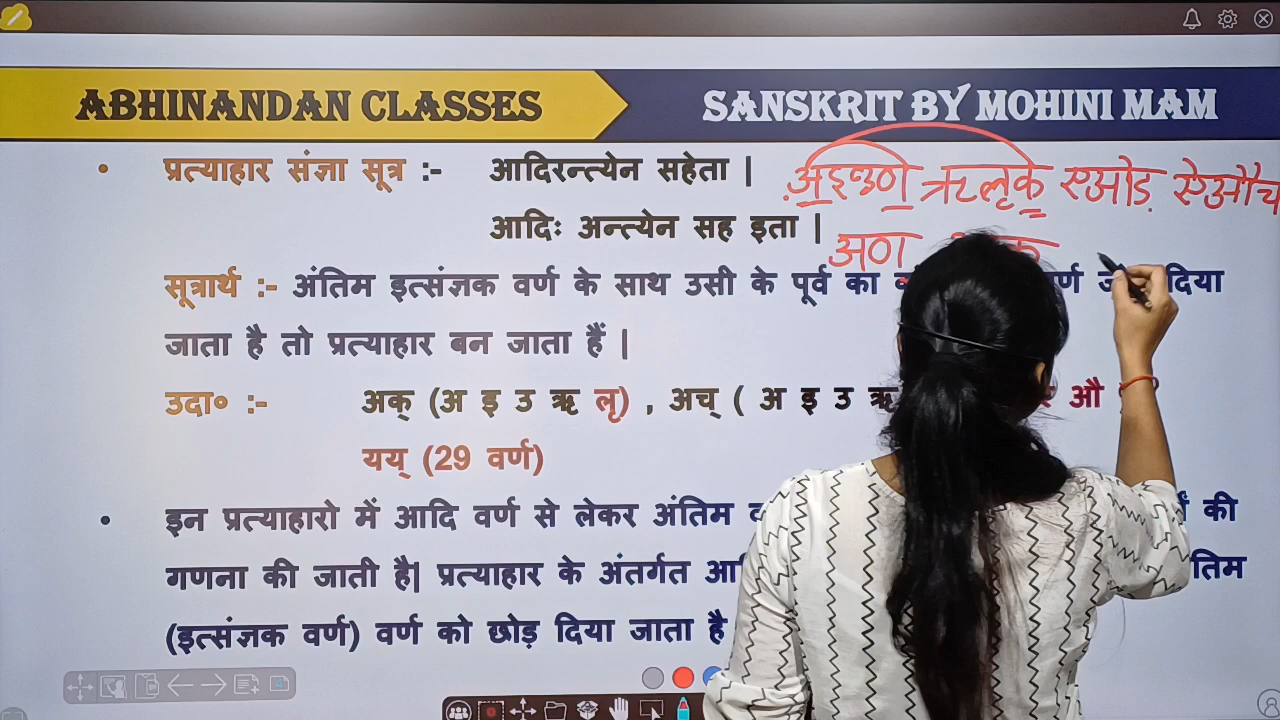 ABHINANDAN CLASSES
SANSKRIT BY MOHINI MAM
• प्रत्याहार संज्ञा सूत्र :- आदिरन्त्येन सहेता |
अइउण् ऋलृक् एओङ् ऐऔच
आदिः अन्त्येन सह इता |
अण
सूत्रार्थ :- अंतिम इत्संज्ञक वर्ण के साथ उसी के पूर्व का दिया
जाता है तो प्रत्याहार बन जाता हैं |
उदा० :- अक् (अ इ उ ऋ लृ) , अच् ( अ इ उ ऋ औ
यय् (29 वर्ण)
• इन प्रत्याहारो में आदि वर्ण से लेकर अंतिम की
गणना की जाती है| प्रत्याहार के अंतर्गत
(इत्संज्ञक वर्ण) वर्ण को छोड़ दिया जाता है